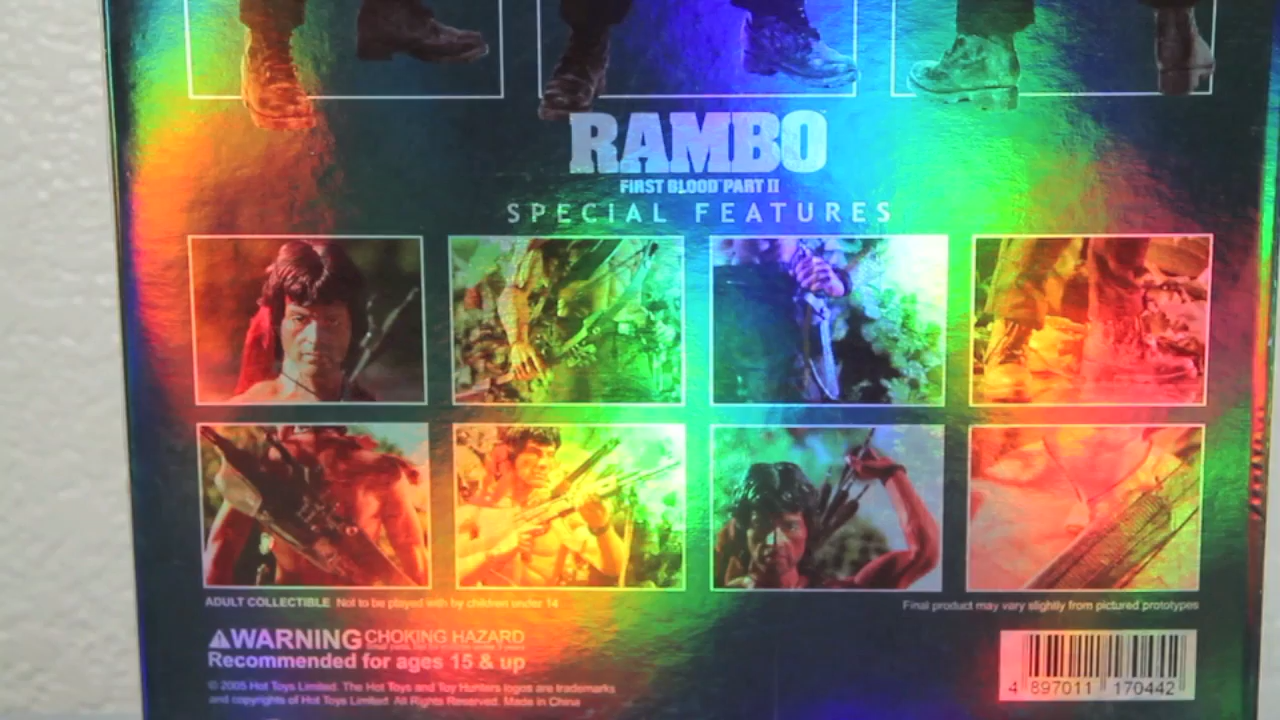 RAMBO
FIRST BLOOD PART II
SPECIAL FEATURES
ADULT COLLECTIBLE Not to be played with by children under 14
Final product may vary slightly from pictured prototypes
WARNING CHOKING HAZARD
Recommended for ages 15 & up
© 2005 Hot Toys Limited. The Hot Toys and Toy Hunters logos are trademarks
and copyrights of Hot Toys Limited. All Rights Reserved. Made in China
4 897011 170442